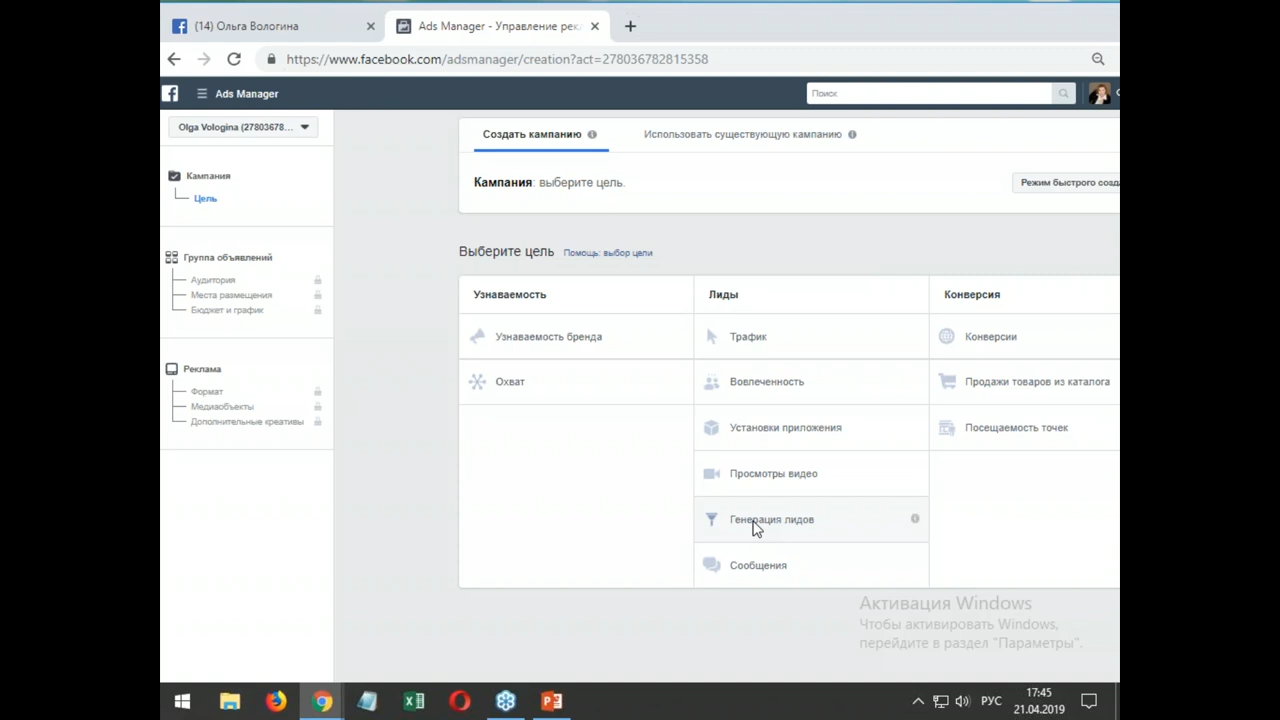 (14) Ольга Вологина
Ads Manager - Управление рек
https://www.facebook.com/adsmanager/creation?act=278036782815358
Ads Manager
Поиск
Olga Vologina (27803678...
Создать кампанию
Использовать существующую кампанию
Кампания
Цель
Кампания: выберите цель.
Режим быстрого созд
Выберите цель
Помощь: выбор цели
Группа объявлений
Аудитория
Места размещения
Бюджет и график
Узнаваемость
Лиды
Конверсия
Узнаваемость бренда
Трафик
Конверсии
Реклама
Формат
Медиаобъекты
Дополнительные креативы
Охват
Вовлеченность
Продажи товаров из каталога
Установки приложения
Посещаемость точек
Просмотры видео
Генерация лидов
Сообщения
Активация Windows
Чтобы активировать Windows,
перейдите в раздел "Параметры".
РУС
17:45
21.04.2019